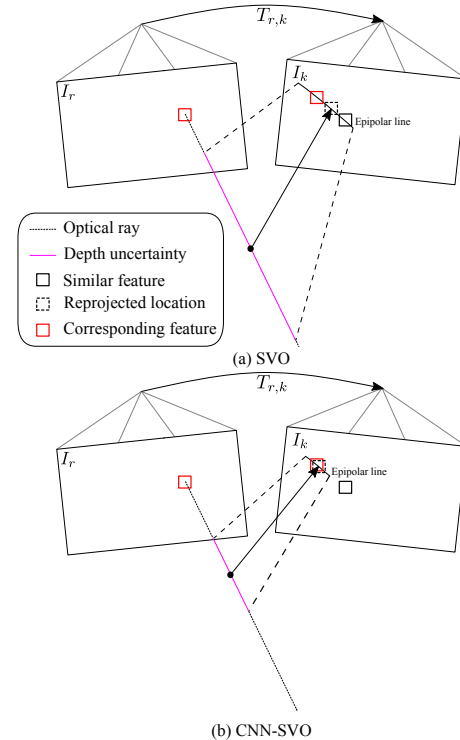 T_{r,k}
I_r
I_k
Epipolar line
Optical ray
Depth uncertainty
Similar feature
Reprojected location
Corresponding feature
(a) SVO
T_{r,k}
I_r
I_k
Epipolar line
(b) CNN-SVO